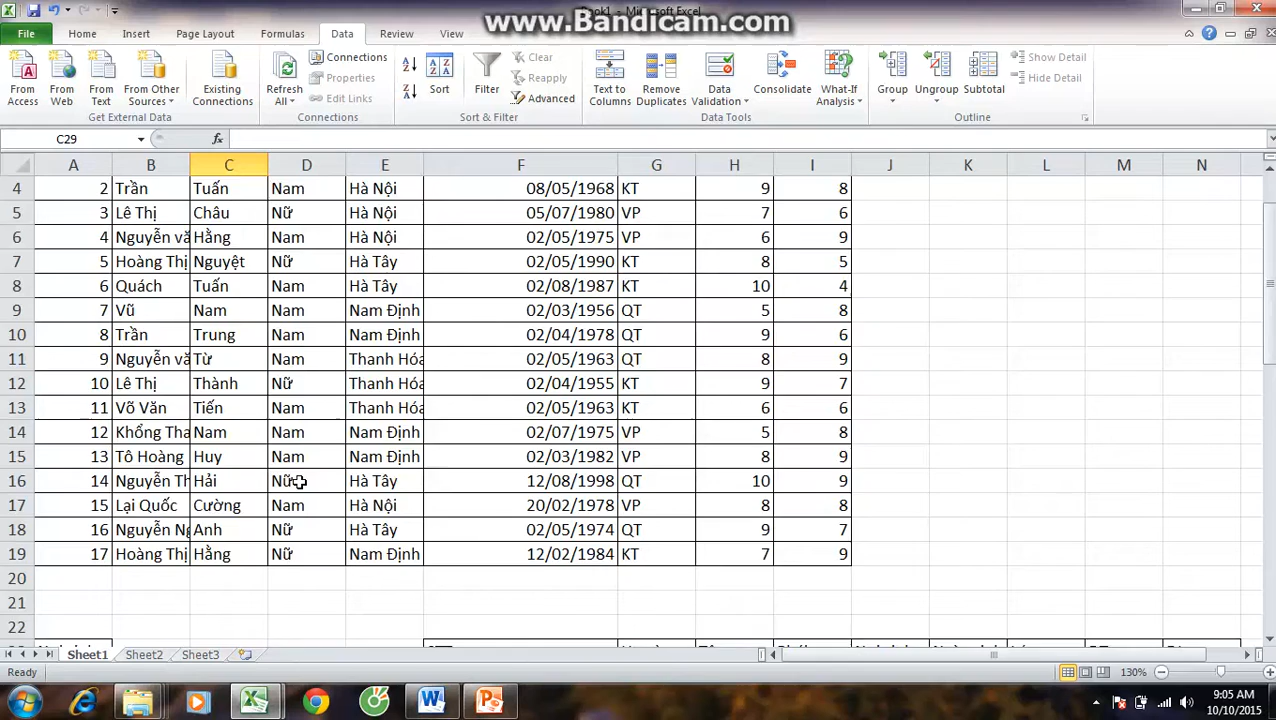 Book1 - Microsoft Excel
www.Bandicam.com
File Home Insert Page Layout Formulas Data Review View
From Access
From Web
From Text
From Other Sources
Existing Connections
Refresh All
Connections
Properties
Edit Links
Sort
Filter
Clear
Reapply
Advanced
Text to Columns
Remove Duplicates
Data Validation
Consolidate
What-If Analysis
Group
Ungroup
Subtotal
Show Detail
Hide Detail
Get External Data Connections Sort & Filter Data Tools Outline
C29 fx
A B C D E F G H I J K L M N
4 2 Trần Tuấn Nam Hà Nội 08/05/1968 KT 9 8
5 3 Lê Thị Châu Nữ Hà Nội 05/07/1980 VP 7 6
6 4 Nguyễn vă Hằng Nam Hà Nội 02/05/1975 VP 6 9
7 5 Hoàng Thị Nguyệt Nữ Hà Tây 02/05/1990 KT 8 5
8 6 Quách Tuấn Nam Hà Tây 02/08/1987 KT 10 4
9 7 Vũ Nam Nam Nam Định 02/03/1956 QT 5 8
10 8 Trần Trung Nam Nam Định 02/04/1978 QT 9 6
11 9 Nguyễn vă Từ Nam Thanh Hóa 02/05/1963 QT 8 9
12 10 Lê Thị Thành Nữ Thanh Hóa 02/04/1955 KT 9 7
13 11 Võ Văn Tiến Nam Thanh Hóa 02/05/1963 KT 6 6
14 12 Khổng Tha Nam Nam Nam Định 02/07/1975 VP 5 8
15 13 Tô Hoàng Huy Nam Nam Định 02/03/1982 VP 8 9
16 14 Nguyễn Th Hải Nữ Hà Tây 12/08/1998 QT 10 9
17 15 Lại Quốc Cường Nam Hà Nội 20/02/1978 VP 8 8
18 16 Nguyễn Ng Anh Nữ Hà Tây 02/05/1974 QT 9 7
19 17 Hoàng Thị Hằng Nữ Nam Định 12/02/1984 KT 7 9
20
21
22
Sheet1 Sheet2 Sheet3
Ready 130%
9:05 AM
10/10/2015